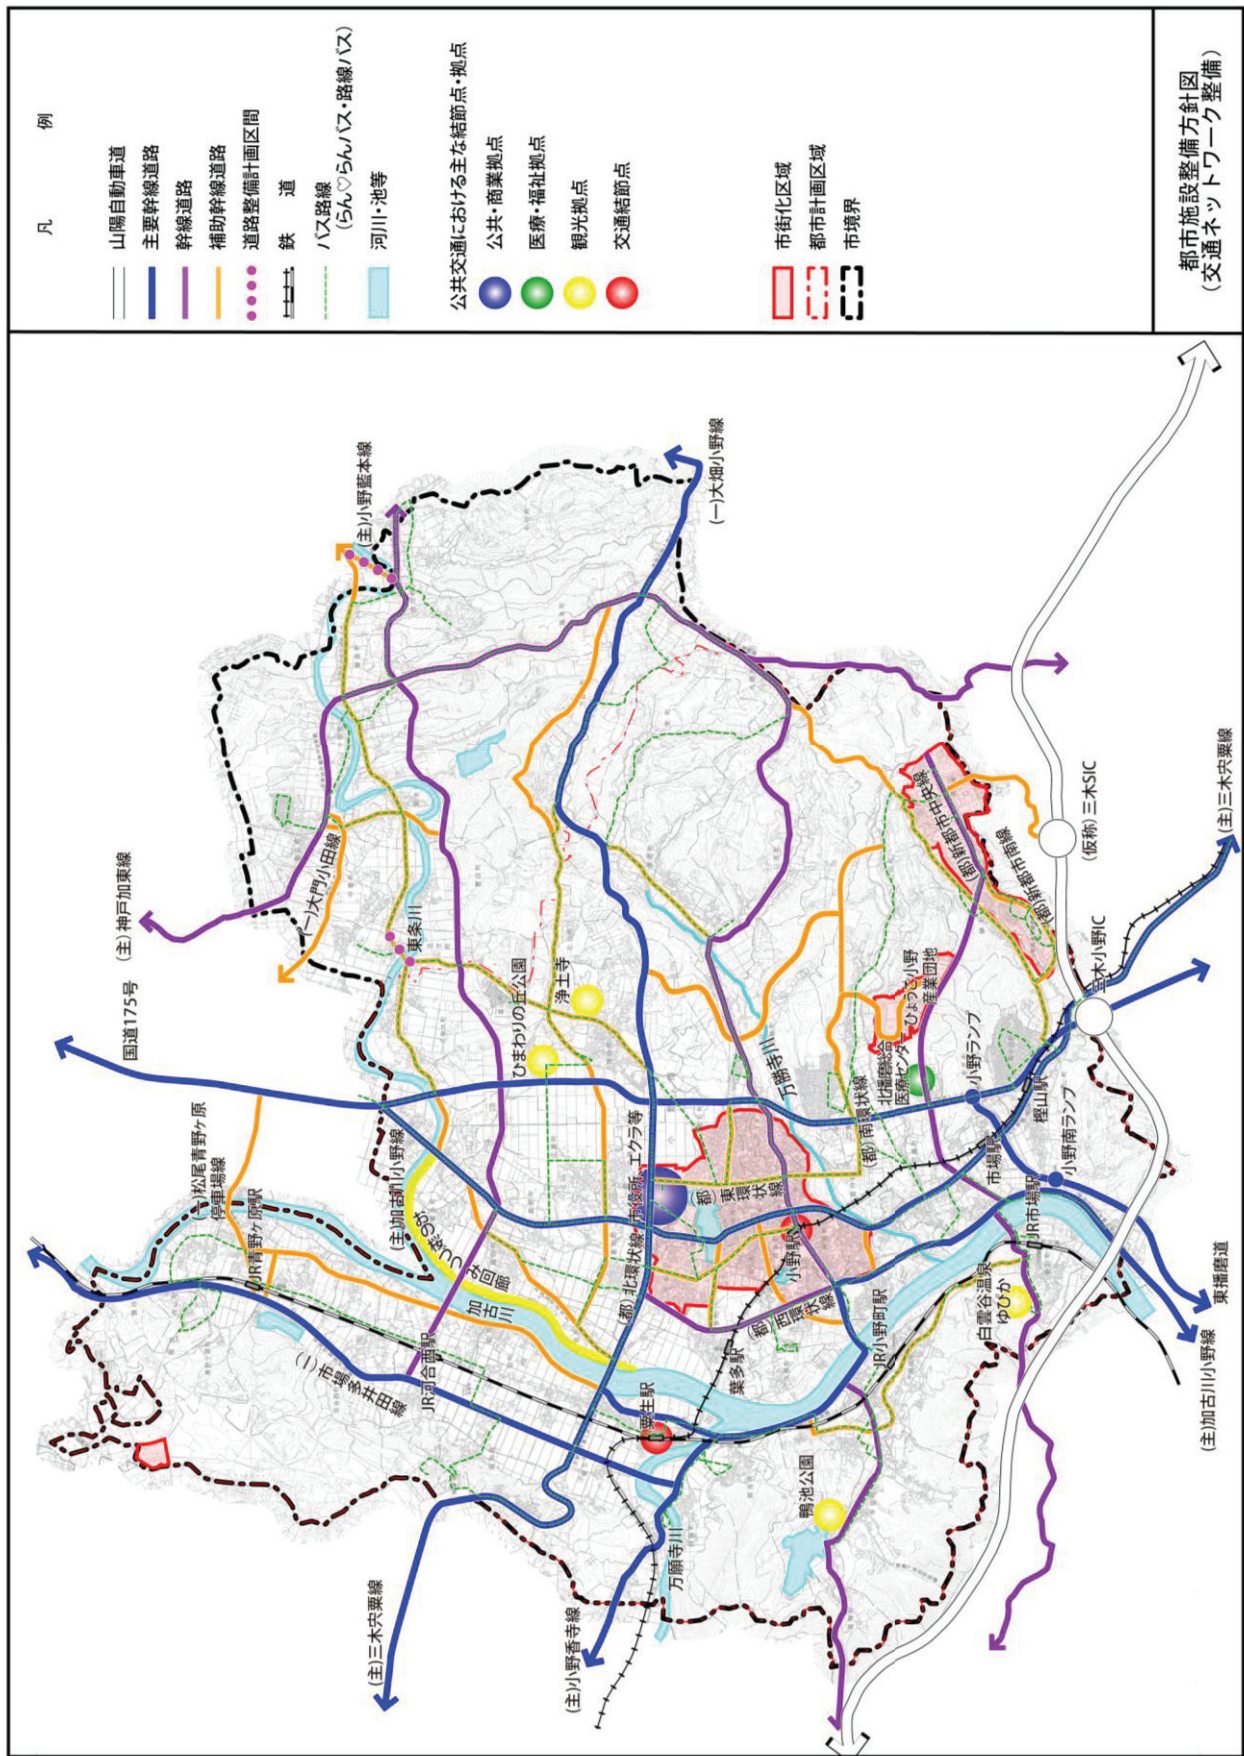 凡 例
山陽自動車道
主要幹線道路
幹線道路
補助幹線道路
道路整備計画区間
鉄 道
バス路線
(らん♡らんバス・路線バス)
河川・池等
公共交通における主な結節点・拠点
公共・商業拠点
医療・福祉拠点
観光拠点
交通結節点
市街化区域
都市計画区域
市境界
都市施設整備方針図
(交通ネットワーク整備)
(主)三木宍粟線
(主)小野香寺線
万願寺川
鴨池公園
(一)市場多井田線
JR河合西駅
粟生駅
葉多駅
JR小野町駅
白雲谷温泉
ゆぴか
JR市場駅
(主)加古川小野線
東播磨道
加古川
おの桜つつみ回廊
JR青野ヶ原駅
(一)松尾青野ヶ原
停車場線
(主)加古川小野線
国道175号
(主)神戸加東線
(一)大門小田線
東条川
ひまわりの丘公園
浄土寺
(都)北環状線
市役所、エクラ等
(都)東環状線
(都)西環状線
小野駅
万勝寺川
(都)南環状線
北播磨総合
医療センター
ひょうご小野
産業団地
市場駅
小野ランプ
小野南ランプ
樫山駅
三木小野IC
(都)新都市中央線
(都)新都市南線
(仮称)三木SIC
(主)三木宍粟線
(主)小野藍本線
(一)大畑小野線